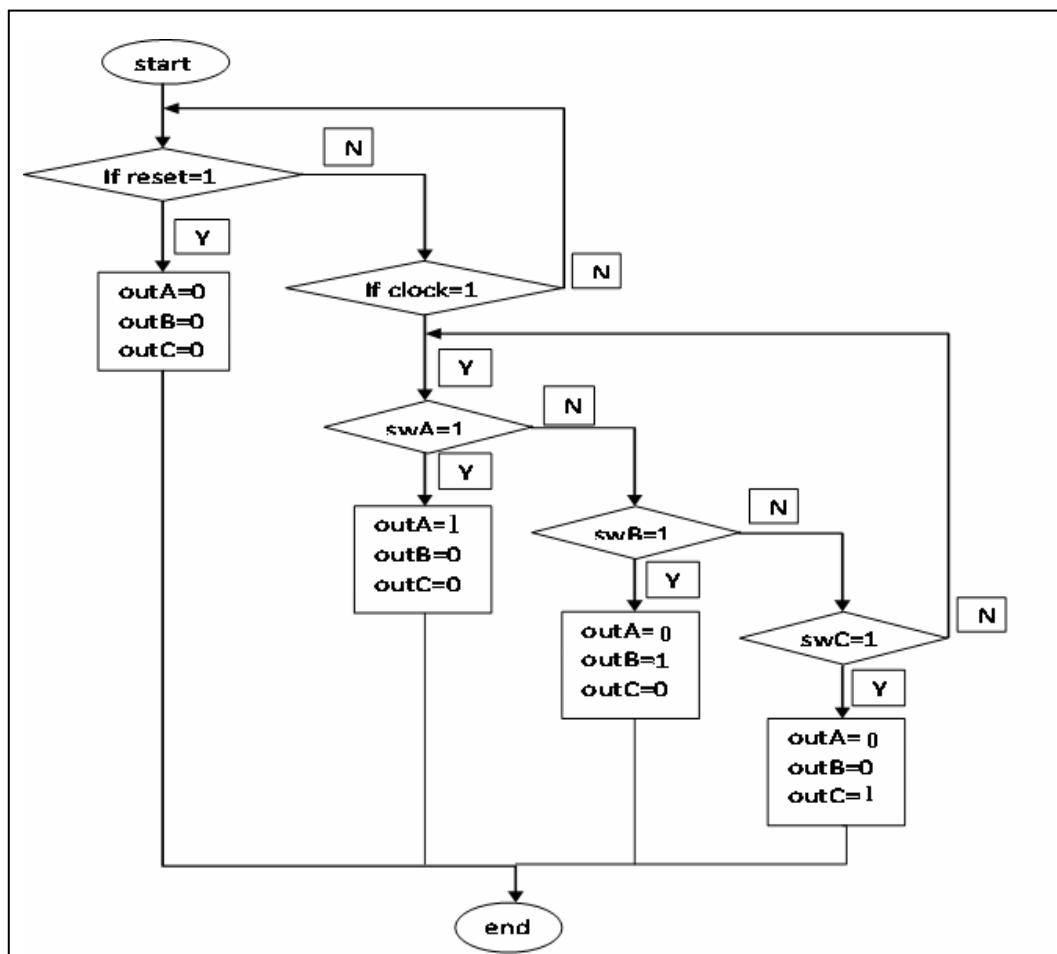 start
N
If reset=1
Y
N
outA=0
outB=0
outC=0
If clock=1
Y
N
swA=1
Y
N
outA=1
outB=0
outC=0
swB=1
Y
N
outA= 0
outB=1
outC=0
swC=1
Y
outA= 0
outB=0
outC=1
end